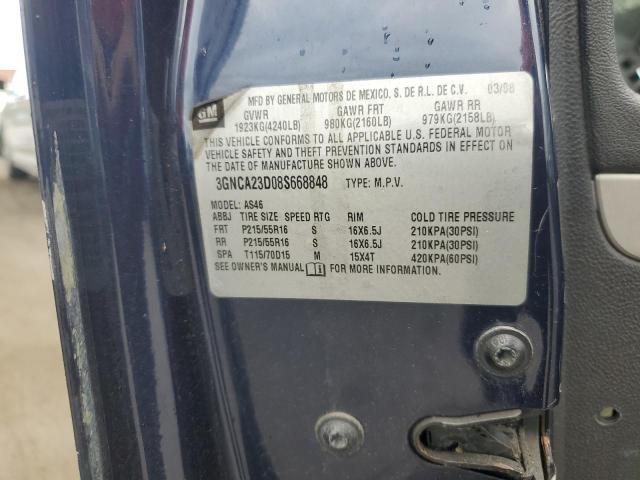 GM
MFD BY GENERAL MOTORS DE MEXICO, S. DE R.L. DE C.V. 03/08
GVWR GAWR FRT GAWR RR
1923KG(4240LB) 980KG(2160LB) 979KG(2158LB)
THIS VEHICLE CONFORMS TO ALL APPLICABLE U.S. FEDERAL MOTOR
VEHICLE SAFETY AND THEFT PREVENTION STANDARDS IN EFFECT ON
THE DATE OF MANUFACTURE SHOWN ABOVE.
3GNCA23D08S668848 TYPE: M.P.V.
MODEL: AS46
ABBJ TIRE SIZE SPEED RTG RIM COLD TIRE PRESSURE
FRT P215/55R16 S 16X6.5J 210KPA(30PSI)
RR P215/55R16 S 16X6.5J 210KPA(30PSI)
SPA T115/70D15 M 15X4T 420KPA(60PSI)
SEE OWNER'S MANUAL FOR MORE INFORMATION.